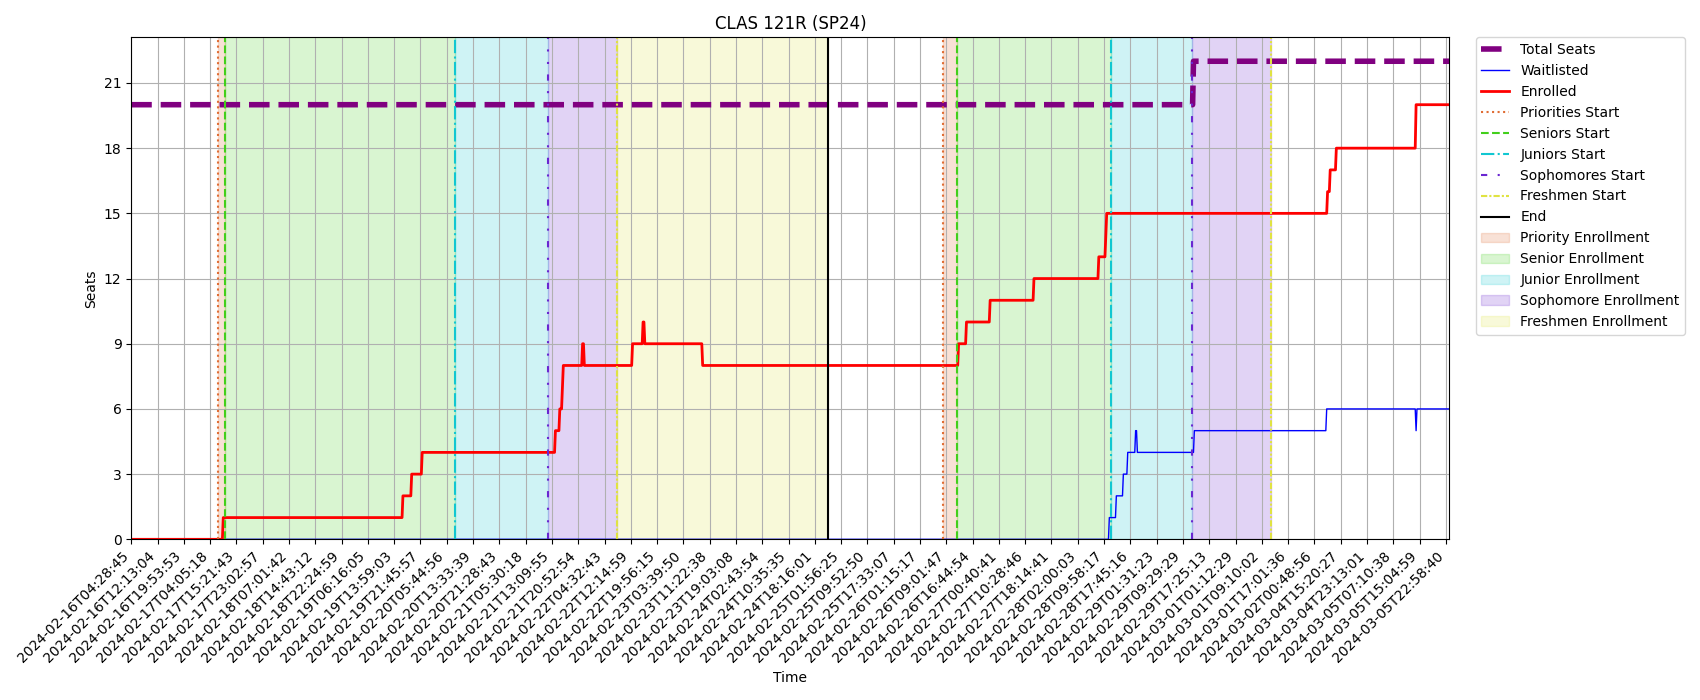 CLAS 121R (SP24)
Seats
21
18
15
12
9
6
3
0
2024-02-16T04:28:45
2024-02-16T12:13:04
2024-02-16T19:53:53
2024-02-17T04:05:18
2024-02-17T15:21:43
2024-02-17T23:02:57
2024-02-18T07:01:42
2024-02-18T14:43:12
2024-02-18T22:24:59
2024-02-19T06:16:05
2024-02-19T13:59:03
2024-02-19T21:45:57
2024-02-20T05:44:56
2024-02-20T13:33:39
2024-02-20T21:28:43
2024-02-21T05:30:18
2024-02-21T13:09:55
2024-02-21T20:52:54
2024-02-22T04:32:43
2024-02-22T12:14:59
2024-02-22T19:56:15
2024-02-23T03:39:50
2024-02-23T11:22:38
2024-02-23T19:03:08
2024-02-24T02:43:54
2024-02-24T10:35:35
2024-02-24T18:16:01
2024-02-25T01:56:25
2024-02-25T09:52:50
2024-02-25T17:33:07
2024-02-26T01:15:17
2024-02-26T09:01:47
2024-02-26T16:44:54
2024-02-27T00:40:41
2024-02-27T10:28:46
2024-02-27T18:14:41
2024-02-28T02:00:03
2024-02-28T09:58:17
2024-02-28T17:45:16
2024-02-29T01:31:23
2024-02-29T09:29:29
2024-02-29T17:25:13
2024-03-01T01:12:29
2024-03-01T09:10:02
2024-03-01T17:01:36
2024-03-02T00:48:56
2024-03-04T15:20:27
2024-03-04T23:13:01
2024-03-05T07:10:38
2024-03-05T15:04:59
2024-03-05T22:58:40
Time
Total Seats
Waitlisted
Enrolled
Priorities Start
Seniors Start
Juniors Start
Sophomores Start
Freshmen Start
End
Priority Enrollment
Senior Enrollment
Junior Enrollment
Sophomore Enrollment
Freshmen Enrollment